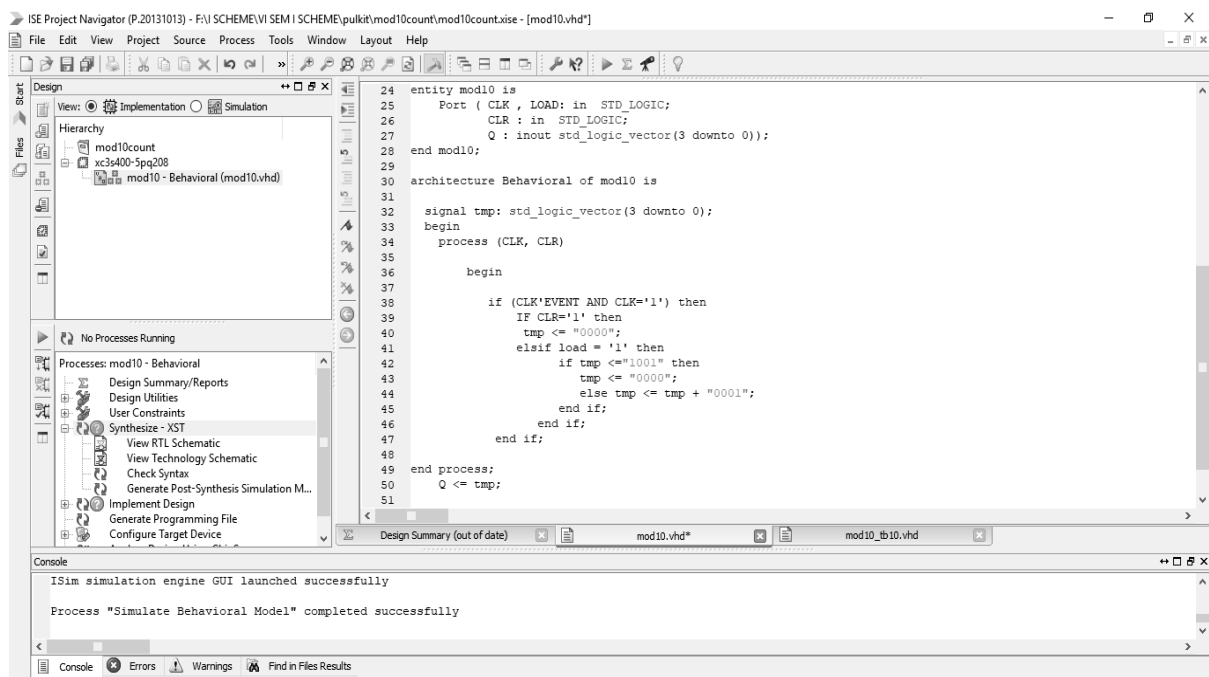 ISE Project Navigator (P.20131013) - F:\I SCHEME\VI SEM I SCHEME\pulkit\mod10count\mod10count.xise - [mod10.vhd*]
File Edit View Project Source Process Tools Window Layout Help
Start
Files
Design
View: Implementation Simulation
Hierarchy
mod10count
xc3s400-5pq208
mod10 - Behavioral (mod10.vhd)
No Processes Running
Processes: mod10 - Behavioral
Design Summary/Reports
Design Utilities
User Constraints
Synthesize - XST
View RTL Schematic
View Technology Schematic
Check Syntax
Generate Post-Synthesis Simulation M...
Implement Design
Generate Programming File
Configure Target Device
24 entity mod10 is
25 Port ( CLK , LOAD: in STD_LOGIC;
26 CLR : in STD_LOGIC;
27 Q : inout std_logic_vector(3 downto 0));
28 end mod10;
29
30 architecture Behavioral of mod10 is
31
32 signal tmp: std_logic_vector(3 downto 0);
33 begin
34 process (CLK, CLR)
35
36 begin
37
38 if (CLK'EVENT AND CLK='1') then
39 IF CLR='1' then
40 tmp <= "0000";
41 elsif load = '1' then
42 if tmp <="1001" then
43 tmp <= "0000";
44 else tmp <= tmp + "0001";
45 end if;
46 end if;
47 end if;
48
49 end process;
50 Q <= tmp;
51
Design Summary (out of date) mod10.vhd* mod10_tb10.vhd
Console
ISim simulation engine GUI launched successfully
Process "Simulate Behavioral Model" completed successfully
Console Errors Warnings Find in Files Results